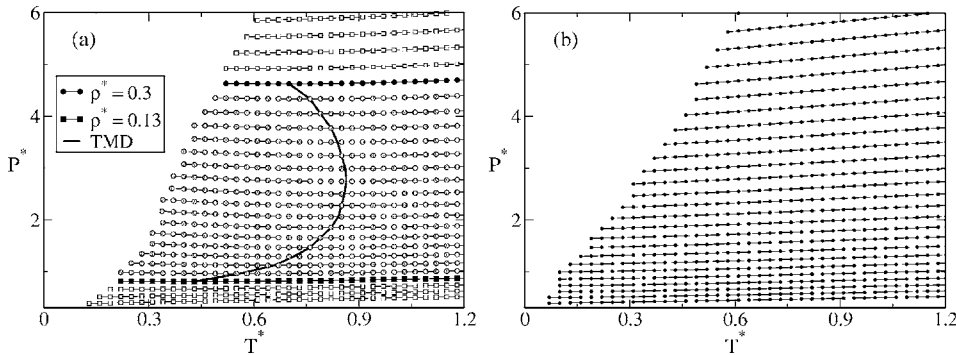 (a)
6
4
2
P*
ρ* = 0.3
ρ* = 0.13
TMD
0 0.3 0.6 0.9 1.2
T*
(b)
6
4
2
P*
0 0.3 0.6 0.9 1.2
T*